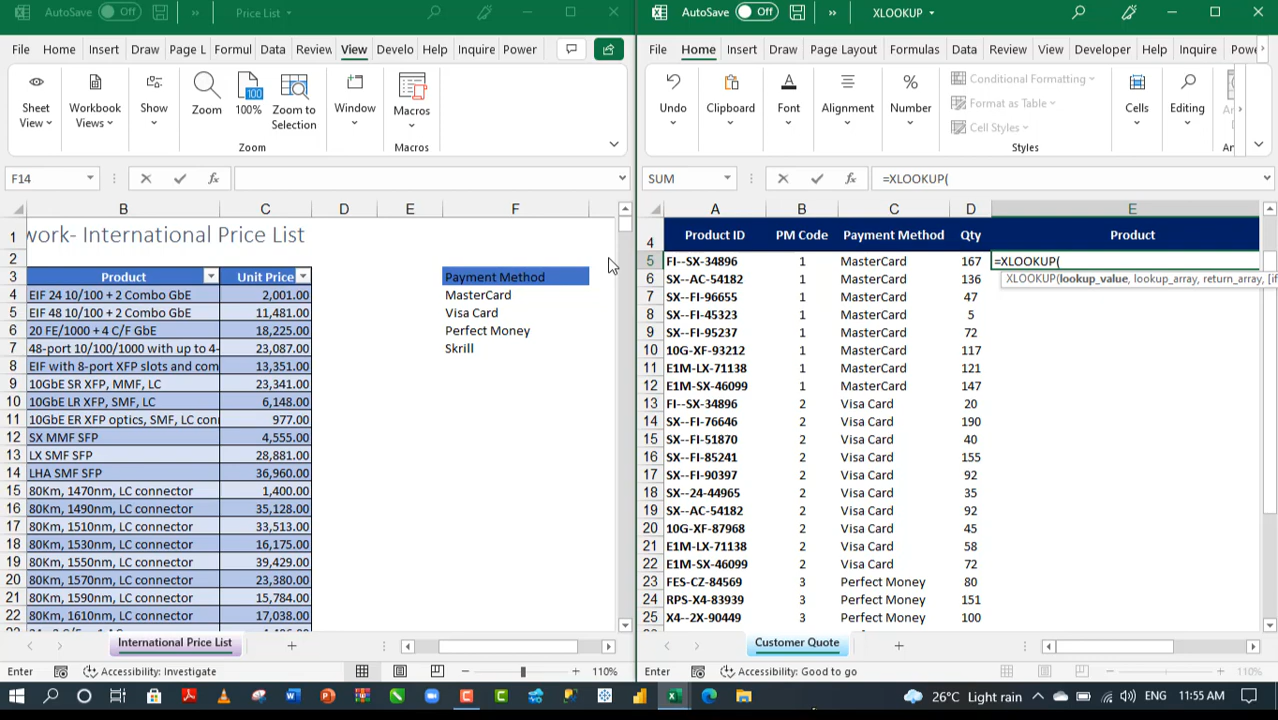 AutoSave Off » Price List
File Home Insert Draw Page L Formul Data Review View Develo Help Inquire Power
Sheet View Workbook Views Show Zoom 100 100% Zoom to Selection Window Macros
Zoom Macros
F14 fx
B C D E F
1 work- International Price List
2
3 Product Unit Price Payment Method
4 EIF 24 10/100 + 2 Combo GbE 2,001.00 MasterCard
5 EIF 48 10/100 + 2 Combo GbE 11,481.00 Visa Card
6 20 FE/1000 + 4 C/F GbE 18,225.00 Perfect Money
7 48-port 10/100/1000 with up to 4- 23,087.00 Skrill
8 EIF with 8-port XFP slots and com 13,351.00
9 10GbE SR XFP, MMF, LC 23,341.00
10 10GbE LR XFP, SMF, LC 6,148.00
11 10GbE ER XFP optics, SMF, LC con 977.00
12 SX MMF SFP 4,555.00
13 LX SMF SFP 28,881.00
14 LHA SMF SFP 36,960.00
15 80Km, 1470nm, LC connector 1,400.00
16 80Km, 1490nm, LC connector 35,128.00
17 80Km, 1510nm, LC connector 33,513.00
18 80Km, 1530nm, LC connector 16,175.00
19 80Km, 1550nm, LC connector 39,429.00
20 80Km, 1570nm, LC connector 23,380.00
21 80Km, 1590nm, LC connector 15,784.00
22 80Km, 1610nm, LC connector 17,038.00
International Price List
Enter Accessibility: Investigate 110%
AutoSave Off » XLOOKUP
File Home Insert Draw Page Layout Formulas Data Review View Developer Help Inquire Powe
Undo Clipboard Font Alignment Number Conditional Formatting Format as Table Cell Styles Cells Editing
Styles
SUM fx =XLOOKUP(
A B C D E
4 Product ID PM Code Payment Method Qty Product
5 FI--SX-34896 1 MasterCard 167 =XLOOKUP(
XLOOKUP(lookup_value, lookup_array, return_array, [if
6 SX--AC-54182 1 MasterCard 136
7 SX--FI-96655 1 MasterCard 47
8 SX--FI-45323 1 MasterCard 5
9 SX--FI-95237 1 MasterCard 72
10 10G-XF-93212 1 MasterCard 117
11 E1M-LX-71138 1 MasterCard 121
12 E1M-SX-46099 1 MasterCard 147
13 FI--SX-34896 2 Visa Card 20
14 SX--FI-76646 2 Visa Card 190
15 SX--FI-51870 2 Visa Card 40
16 SX--FI-85241 2 Visa Card 155
17 SX--FI-90397 2 Visa Card 92
18 SX--24-44965 2 Visa Card 35
19 SX--AC-54182 2 Visa Card 92
20 10G-XF-87968 2 Visa Card 45
21 E1M-LX-71138 2 Visa Card 58
22 E1M-SX-46099 2 Visa Card 72
23 FES-CZ-84569 3 Perfect Money 80
24 RPS-X4-83939 3 Perfect Money 151
25 X4--2X-90449 3 Perfect Money 100
Customer Quote
Enter Accessibility: Good to go 110%
26°C Light rain ENG 11:55 AM